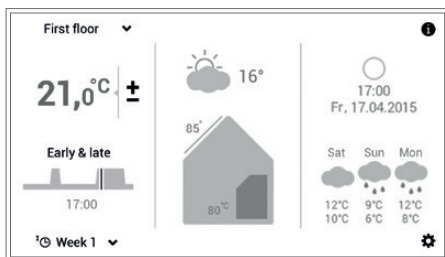 First floor
21,0°C ±
Early & late
17:00
²Week 1
16°
85°
80°C
17:00
Fr, 17.04.2015
Sat Sun Mon
12°C 9°C 12°C
10°C 6°C 8°C